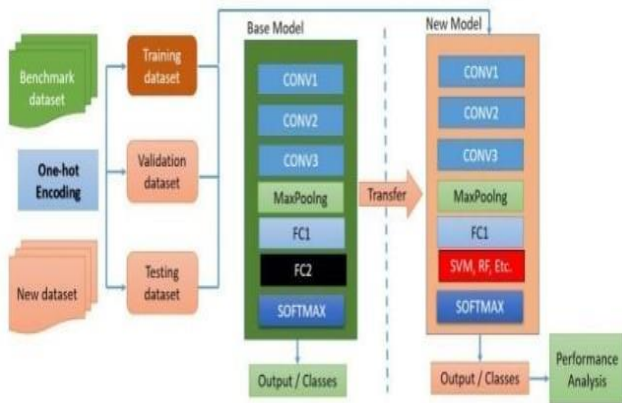 Base Model
New Model
Benchmark
dataset
Training
dataset
One-hot
Encoding
Validation
dataset
New dataset
Testing
dataset
CONV1
CONV2
CONV3
MaxPoolng
FC1
FC2
SOFTMAX
Output / Classes
Transfer
CONV1
CONV2
CONV3
MaxPoolng
FC1
SVM, RF, Etc.
SOFTMAX
Output / Classes
Performance
Analysis